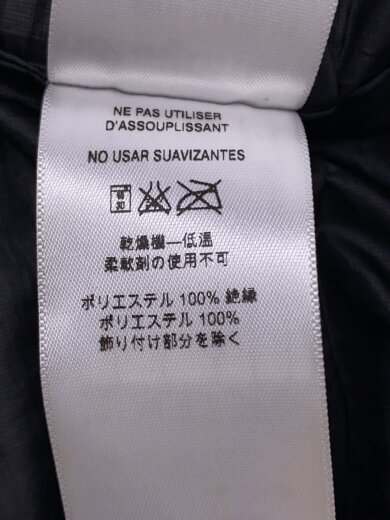 NE PAS UTILISER
D'ASSOUPLISSANT
NO USAR SUAVIZANTES
乾燥機—低温
柔軟剤の使用不可
ポリエステル 100% 絶縁
ポリエステル 100%
飾り付け部分を除く